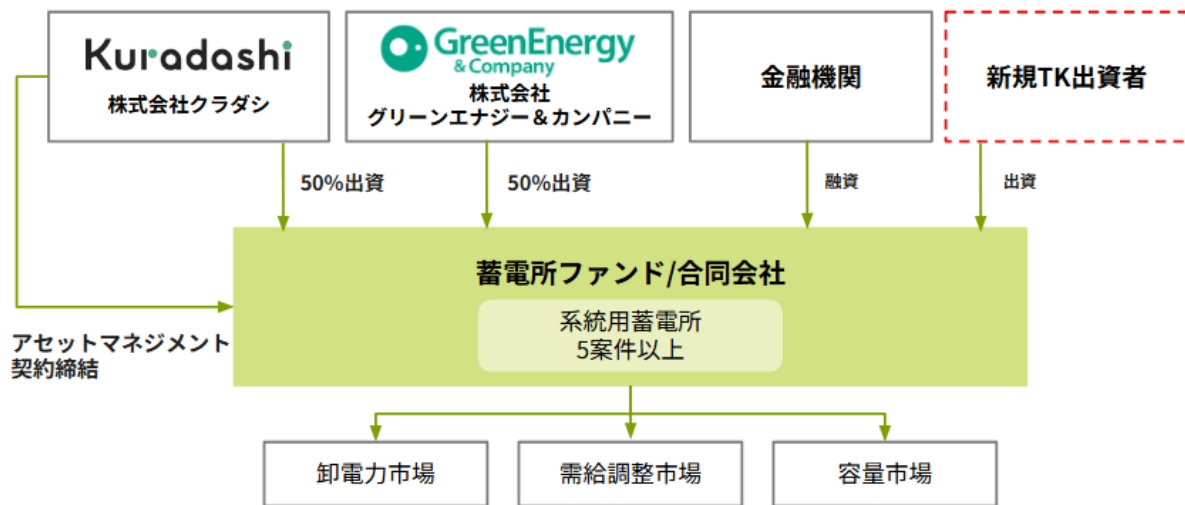 Kuradashi
株式会社クラダシ
GreenEnergy
& Company
株式会社
グリーンエナジー＆カンパニー
金融機関
新規TK出資者
50%出資
50%出資
融資
出資
蓄電所ファンド/合同会社
系統用蓄電所
5案件以上
アセットマネジメント
契約締結
卸電力市場
需給調整市場
容量市場